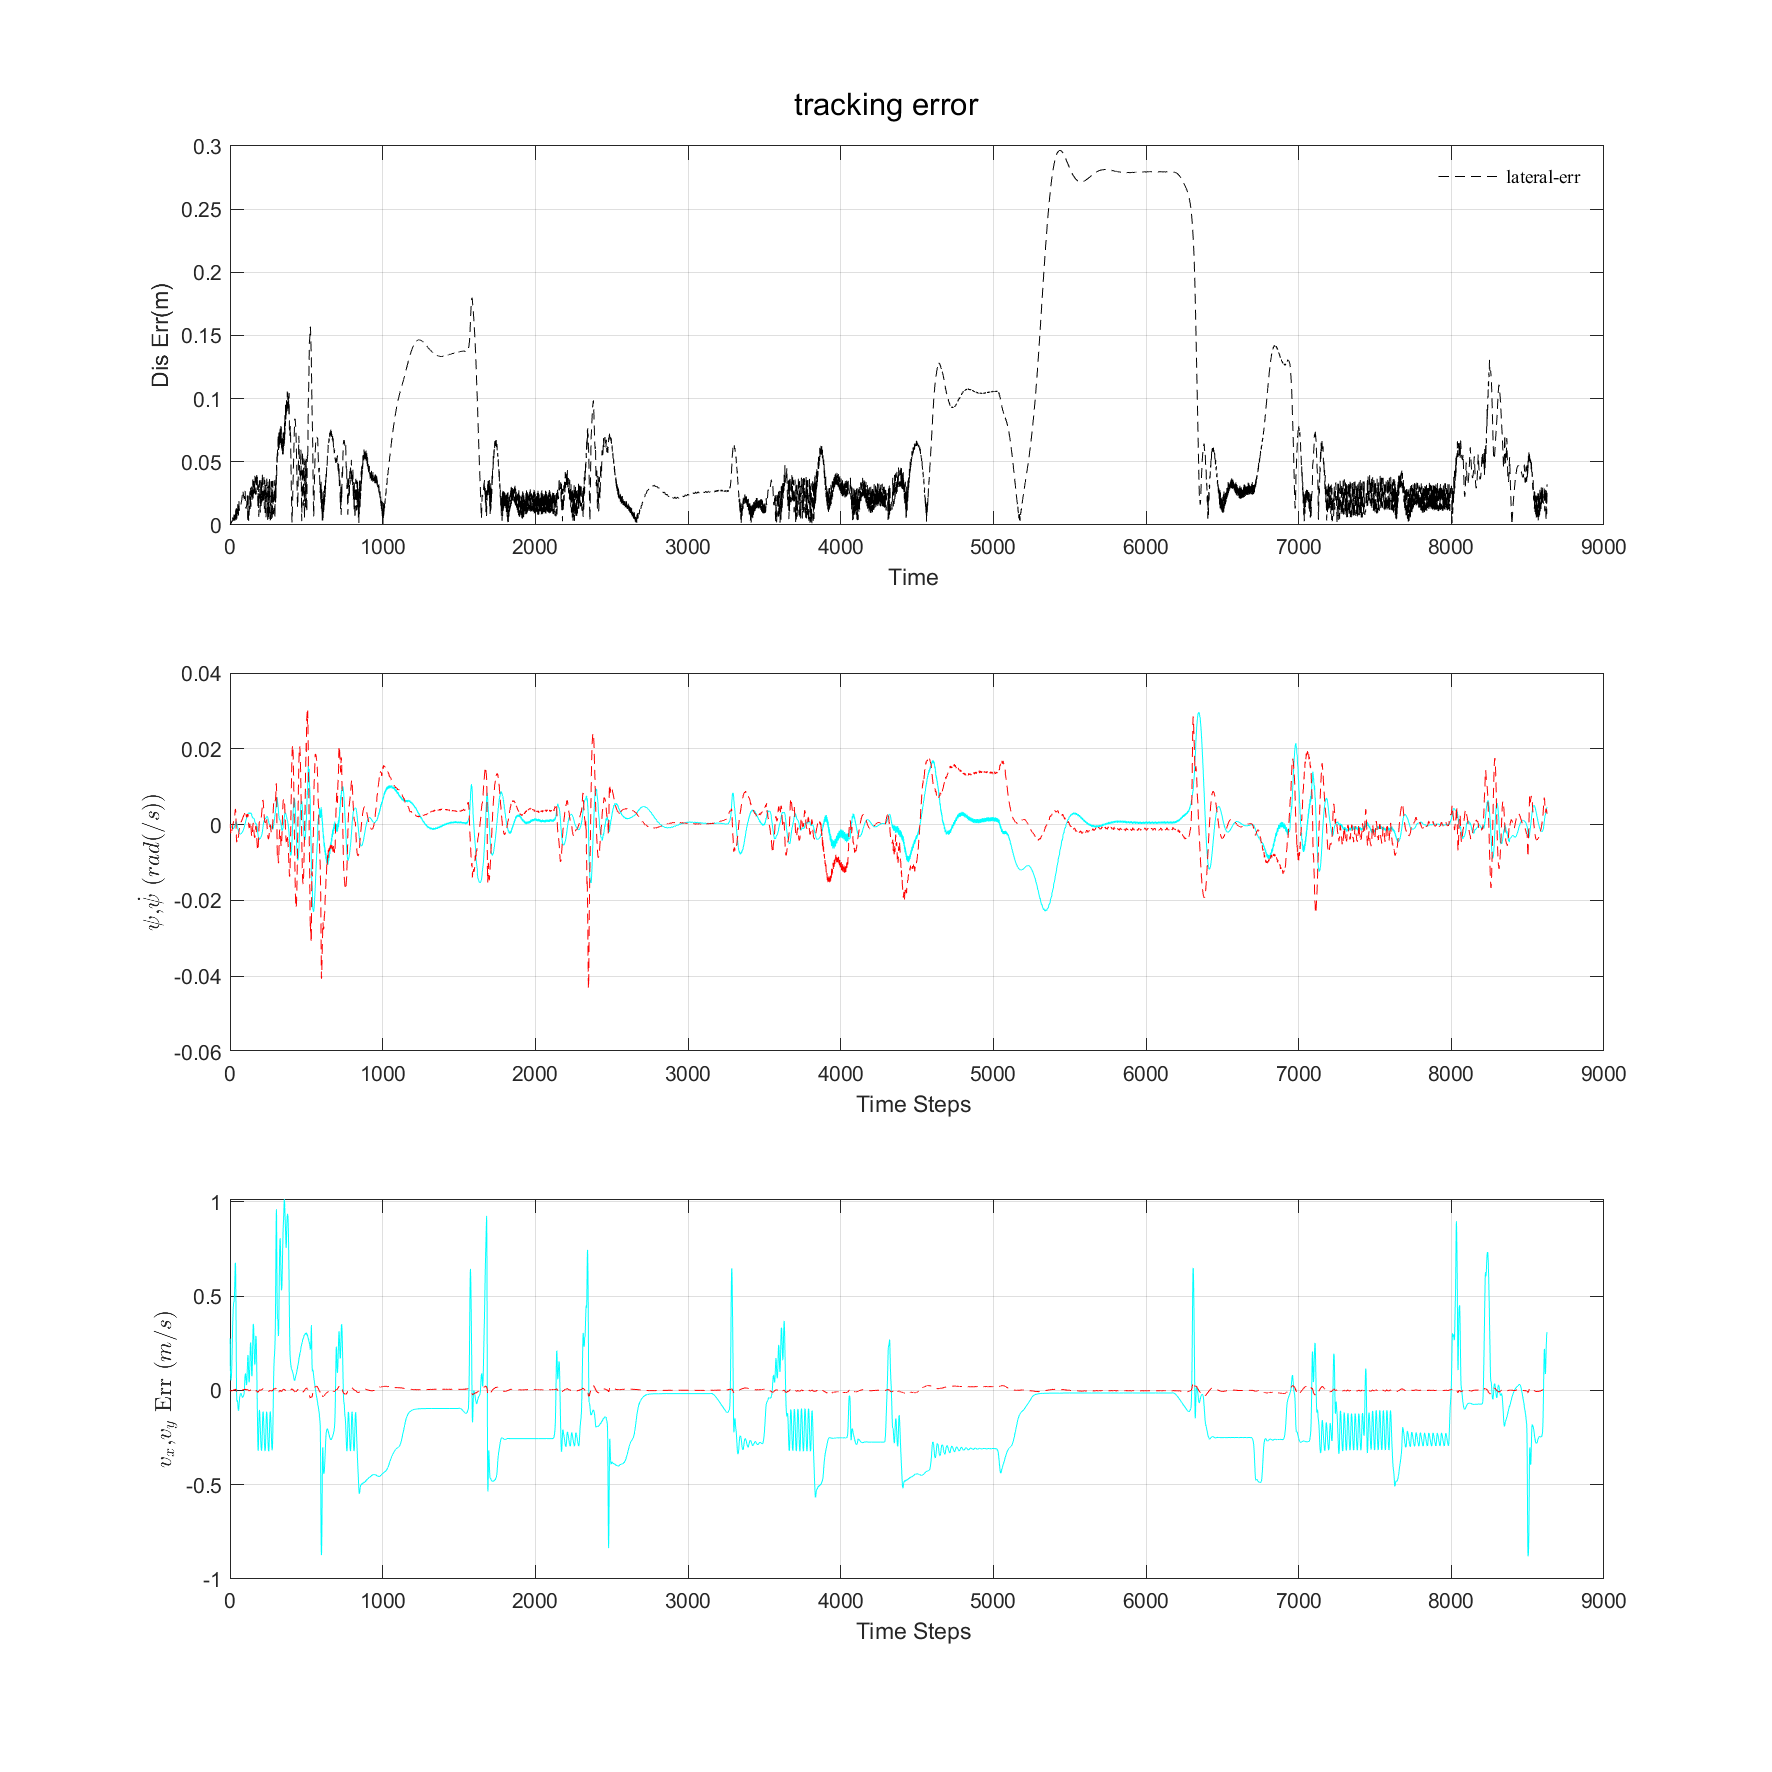 tracking error
0.3
0.25
0.2
0.15
0.1
0.05
0
Dis Err(m)
lateral-err
0 1000 2000 3000 4000 5000 6000 7000 8000 9000
Time
0.04
0.02
0
-0.02
-0.04
-0.06
ψ,ψ̇ (rad(/s))
0 1000 2000 3000 4000 5000 6000 7000 8000 9000
Time Steps
1
0.5
0
-0.5
-1
v_x,v_y Err (m/s)
0 1000 2000 3000 4000 5000 6000 7000 8000 9000
Time Steps